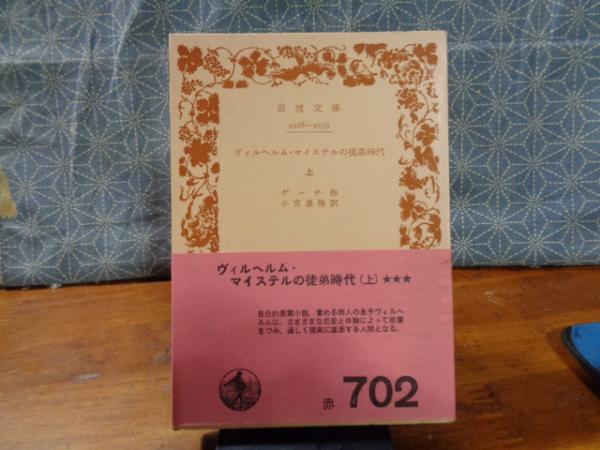 岩波文庫
4928—4930
ヴィルヘルム・マイステルの徒弟時代
上
ゲーテ作
小宮豊隆訳
ヴィルヘルム・
マイステルの徒弟時代（上）★★★
自伝的長篇小説。富める商人の息子ヴィルヘ
ルムは、さまざまな恋愛と体験によって修業
をつみ、逞しく現実に直面する人間となる。
赤 702